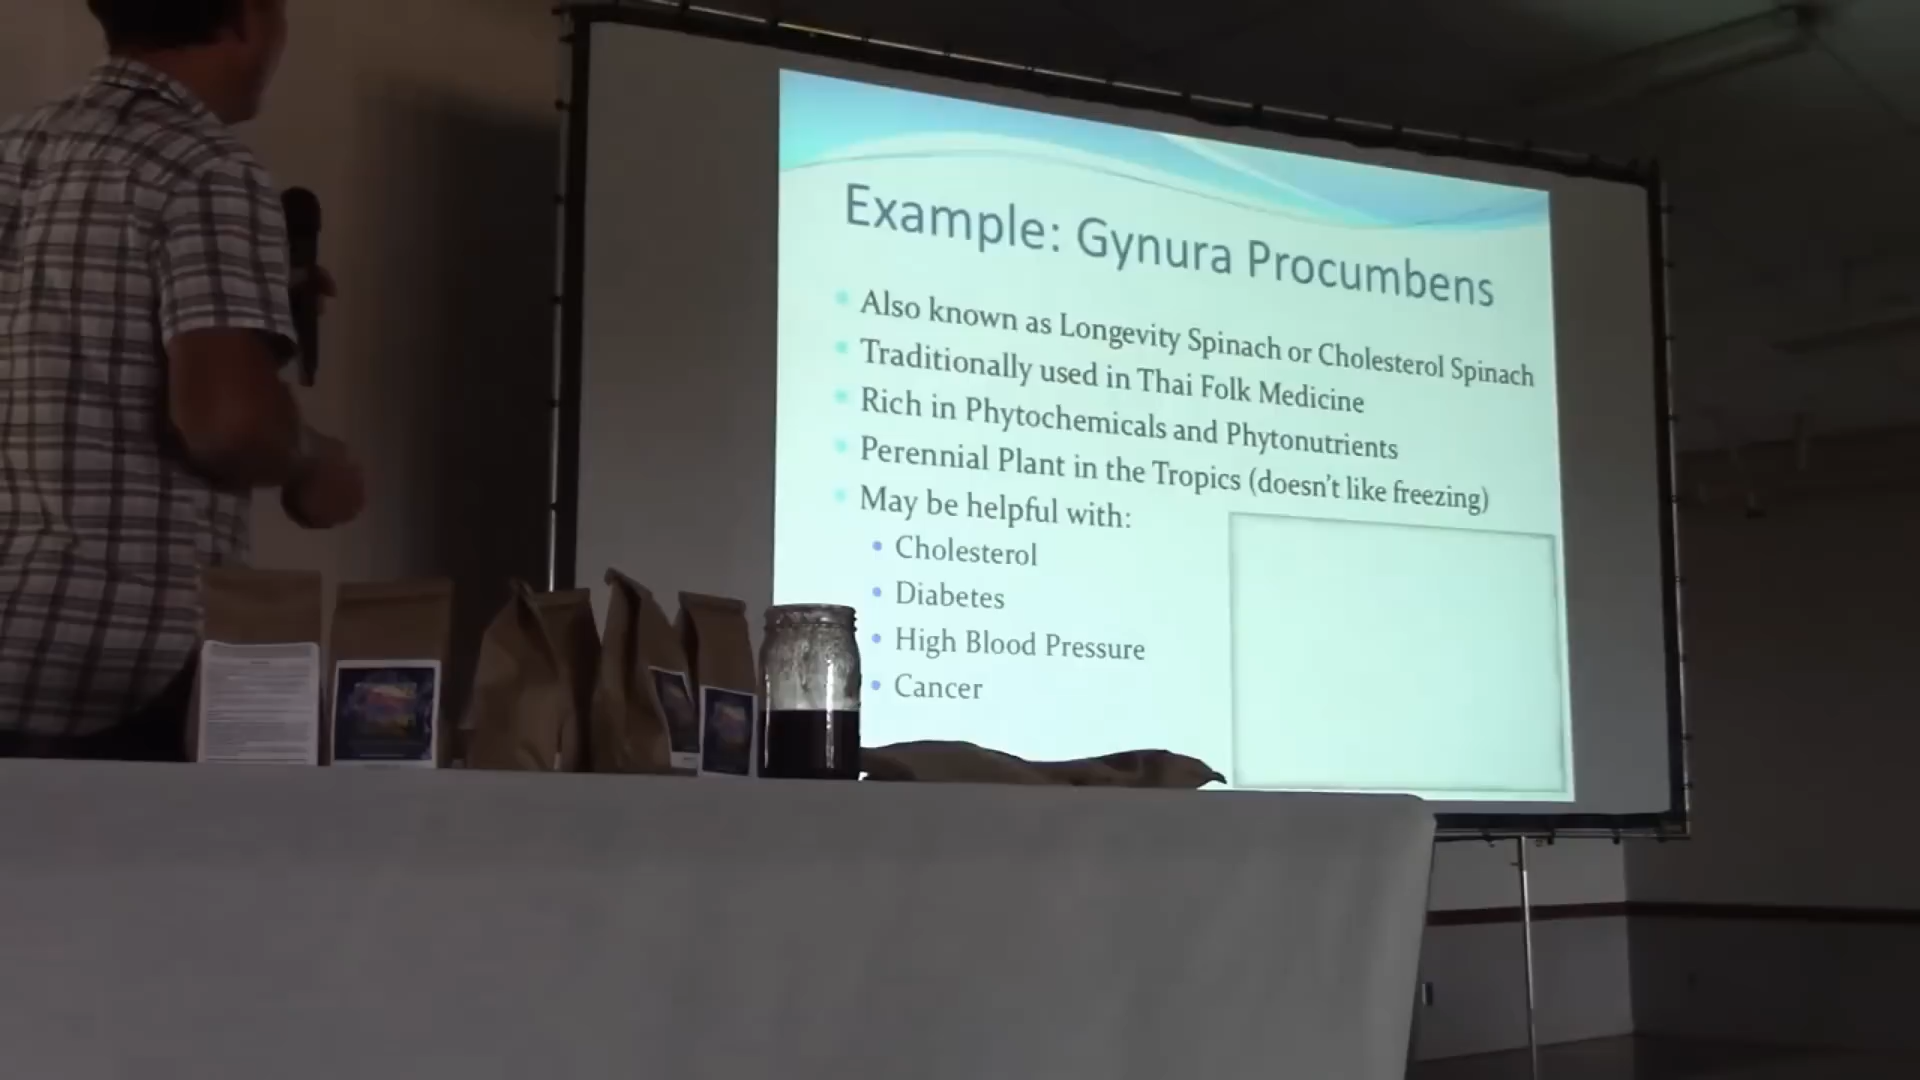 Example: Gynura Procumbens
Also known as Longevity Spinach or Cholesterol Spinach
Traditionally used in Thai Folk Medicine
Rich in Phytochemicals and Phytonutrients
Perennial Plant in the Tropics (doesn't like freezing)
May be helpful with:
Cholesterol
Diabetes
High Blood Pressure
Cancer